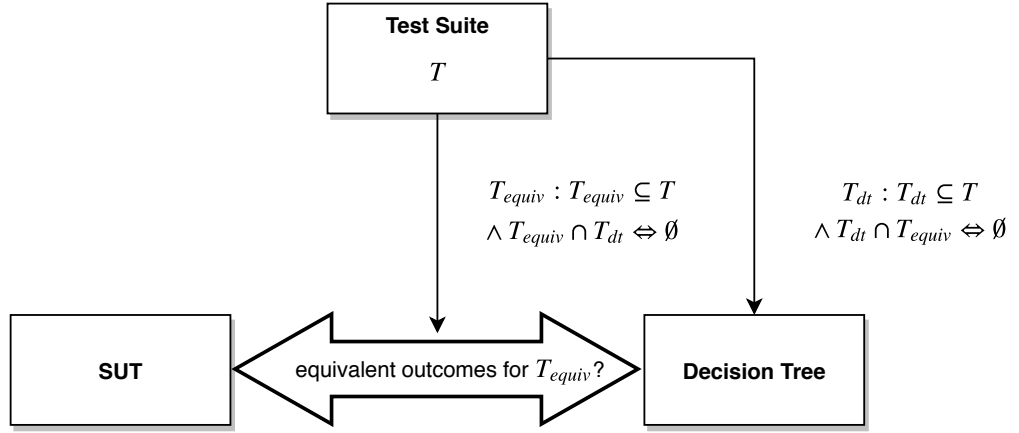 Test Suite
T
T_equiv : T_equiv ⊆ T
∧ T_equiv ∩ T_dt ⇔ ∅
T_dt : T_dt ⊆ T
∧ T_dt ∩ T_equiv ⇔ ∅
SUT
equivalent outcomes for T_equiv?
Decision Tree